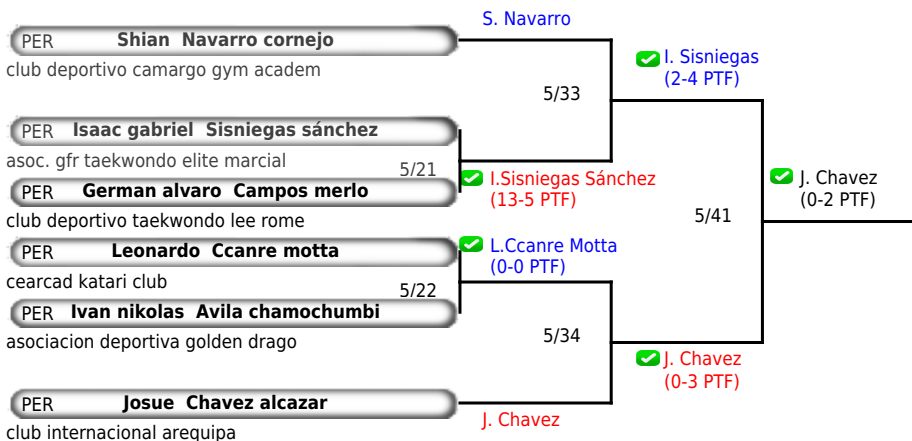 S. Navarro
PER Shian Navarro cornejo
club deportivo camargo gym academ
I. Sisniegas
(2-4 PTF)
5/33
PER Isaac gabriel Sisniegas sánchez
asoc. gfr taekwondo elite marcial
5/21
I.Sisniegas Sánchez
(13-5 PTF)
J. Chavez
(0-2 PTF)
PER German alvaro Campos merlo
club deportivo taekwondo lee rome
5/41
PER Leonardo Ccanre motta
L.Ccanre Motta
(0-0 PTF)
cearcad katari club
5/22
PER Ivan nikolas Avila chamochumbi
asociacion deportiva golden drago
5/34
J. Chavez
(0-3 PTF)
PER Josue Chavez alcazar
J. Chavez
club internacional arequipa